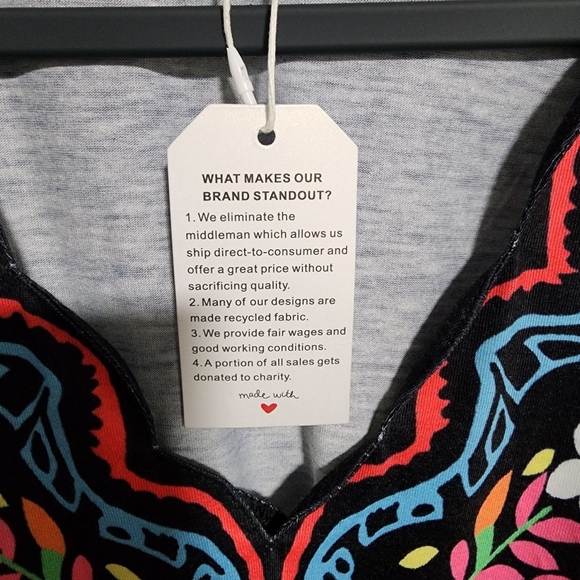 WHAT MAKES OUR
BRAND STANDOUT?
1. We eliminate the
middleman which allows us
ship direct-to-consumer and
offer a great price without
sacrificing quality.
2. Many of our designs are
made recycled fabric.
3. We provide fair wages and
good working conditions.
4. A portion of all sales gets
donated to charity.
made with